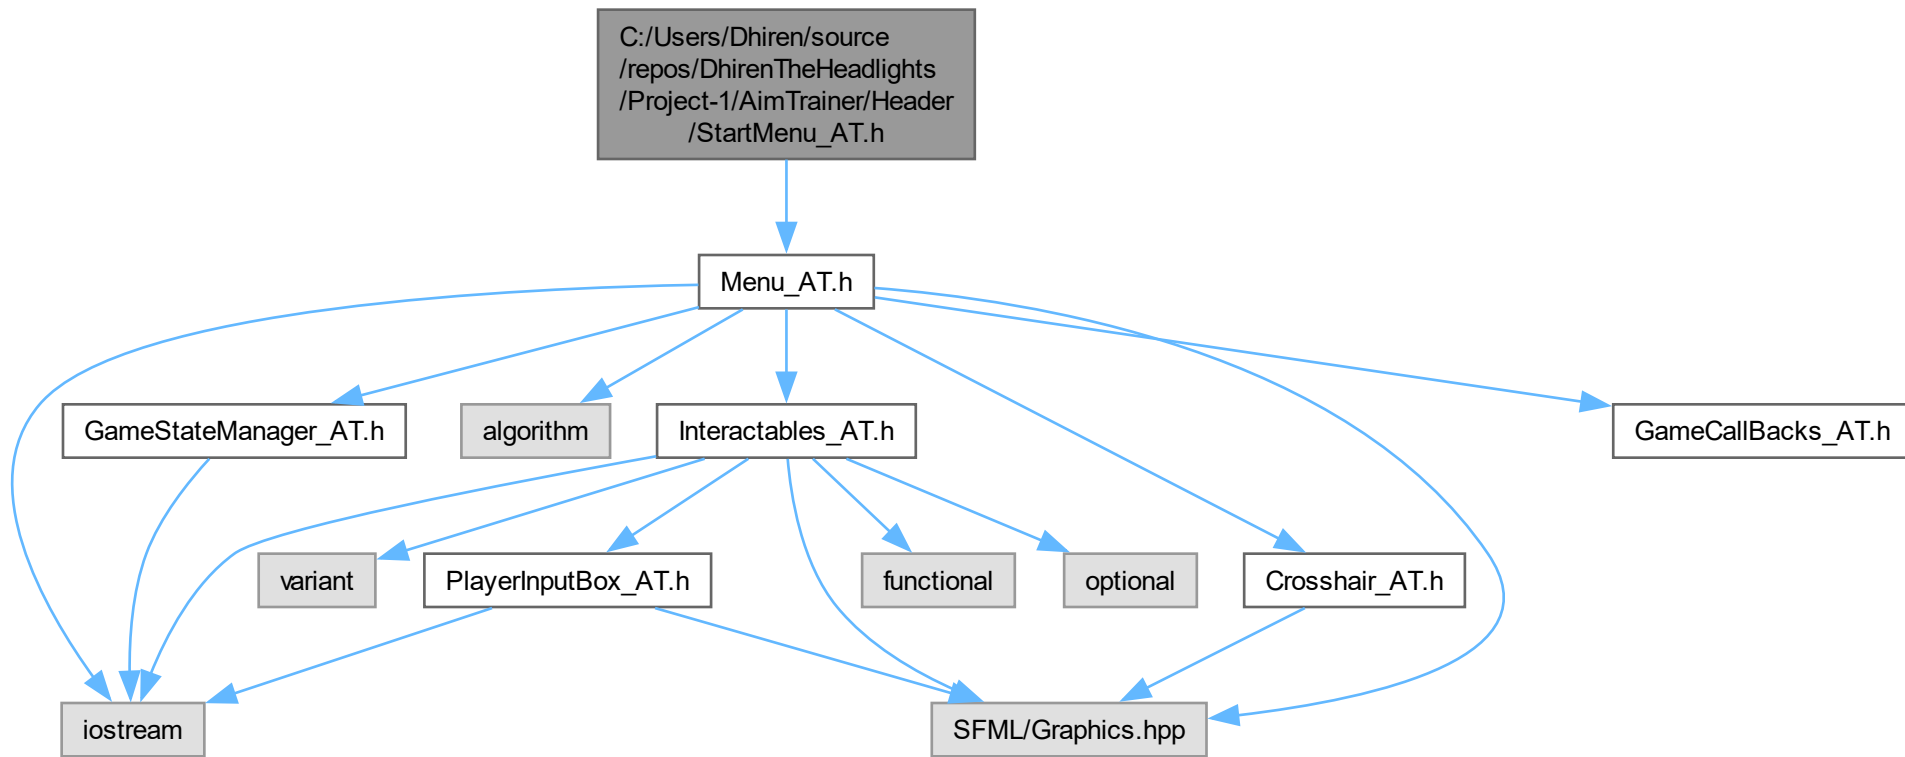 C:/Users/Dhiren/source
/repos/DhirenTheHeadlights
/Project-1/AimTrainer/Header
/StartMenu_AT.h
Menu_AT.h
GameStateManager_AT.h
algorithm
Interactables_AT.h
GameCallBacks_AT.h
variant
PlayerInputBox_AT.h
functional
optional
Crosshair_AT.h
iostream
SFML/Graphics.hpp